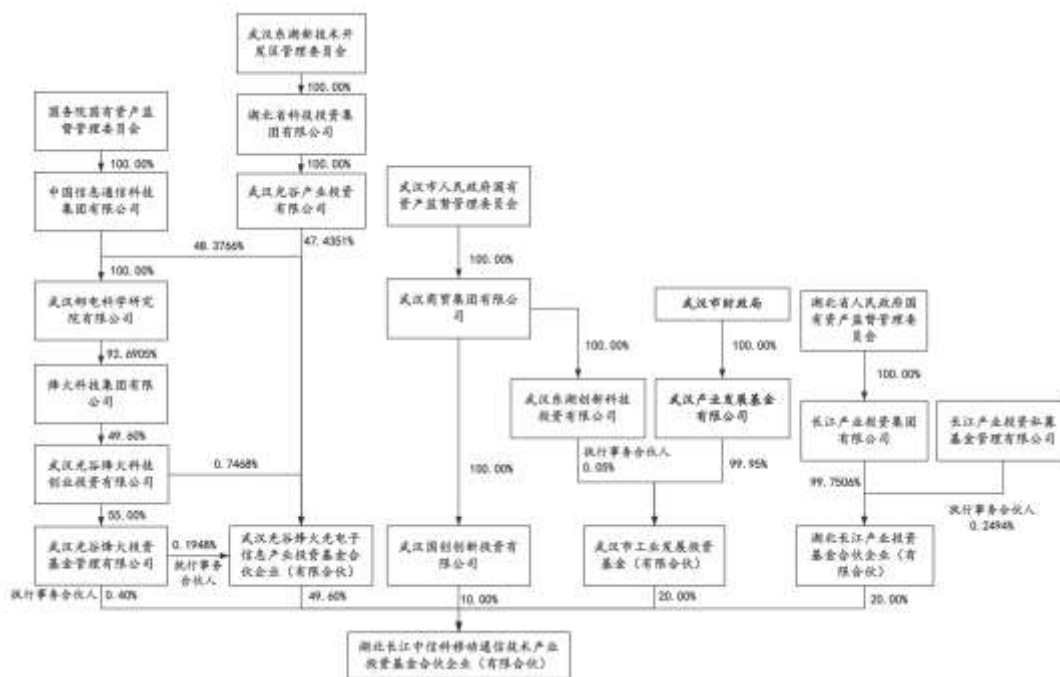 武汉东湖新技术开
发区管理委员会
100.00%
国务院国有资产监
督管理委员会
湖北省科技投资集
团有限公司
100.00%
100.00%
中国信息通信科技
集团有限公司
武汉光谷产业投资
有限公司
武汉市人民政府国有
资产监督管理委员会
48.3766%
47.4351%
100.00%
100.00%
武汉邮电科学研究
院有限公司
武汉商贸集团有限公
司
武汉市财政局
湖北省人民政府国
有资产监督管理委
员会
92.6905%
100.00%
100.00%
100.00%
烽火科技集团有限
公司
武汉东湖创新科技
投资有限公司
武汉产业发展基金
有限公司
长江产业投资集团
有限公司
长江产业投资私募
基金管理有限公司
49.60%
武汉光谷烽火科技
创业投资有限公司
0.7468%
100.00%
执行事务合伙人
0.05%
99.95%
99.7506%
执行事务合伙人
0.2494%
55.00%
武汉光谷烽火投资
基金管理有限公司
0.1948%
执行事务
合伙人
武汉光谷烽火光电子
信息产业投资基金合
伙企业（有限合伙）
武汉国创创新投资有
限公司
武汉市工业发展投资
基金（有限合伙）
湖北长江产业投资
基金合伙企业（有
限合伙）
执行事务合伙人
0.40%
49.60%
10.00%
20.00%
20.00%
湖北长江中信科移动通信技术产业
投资基金合伙企业（有限合伙）